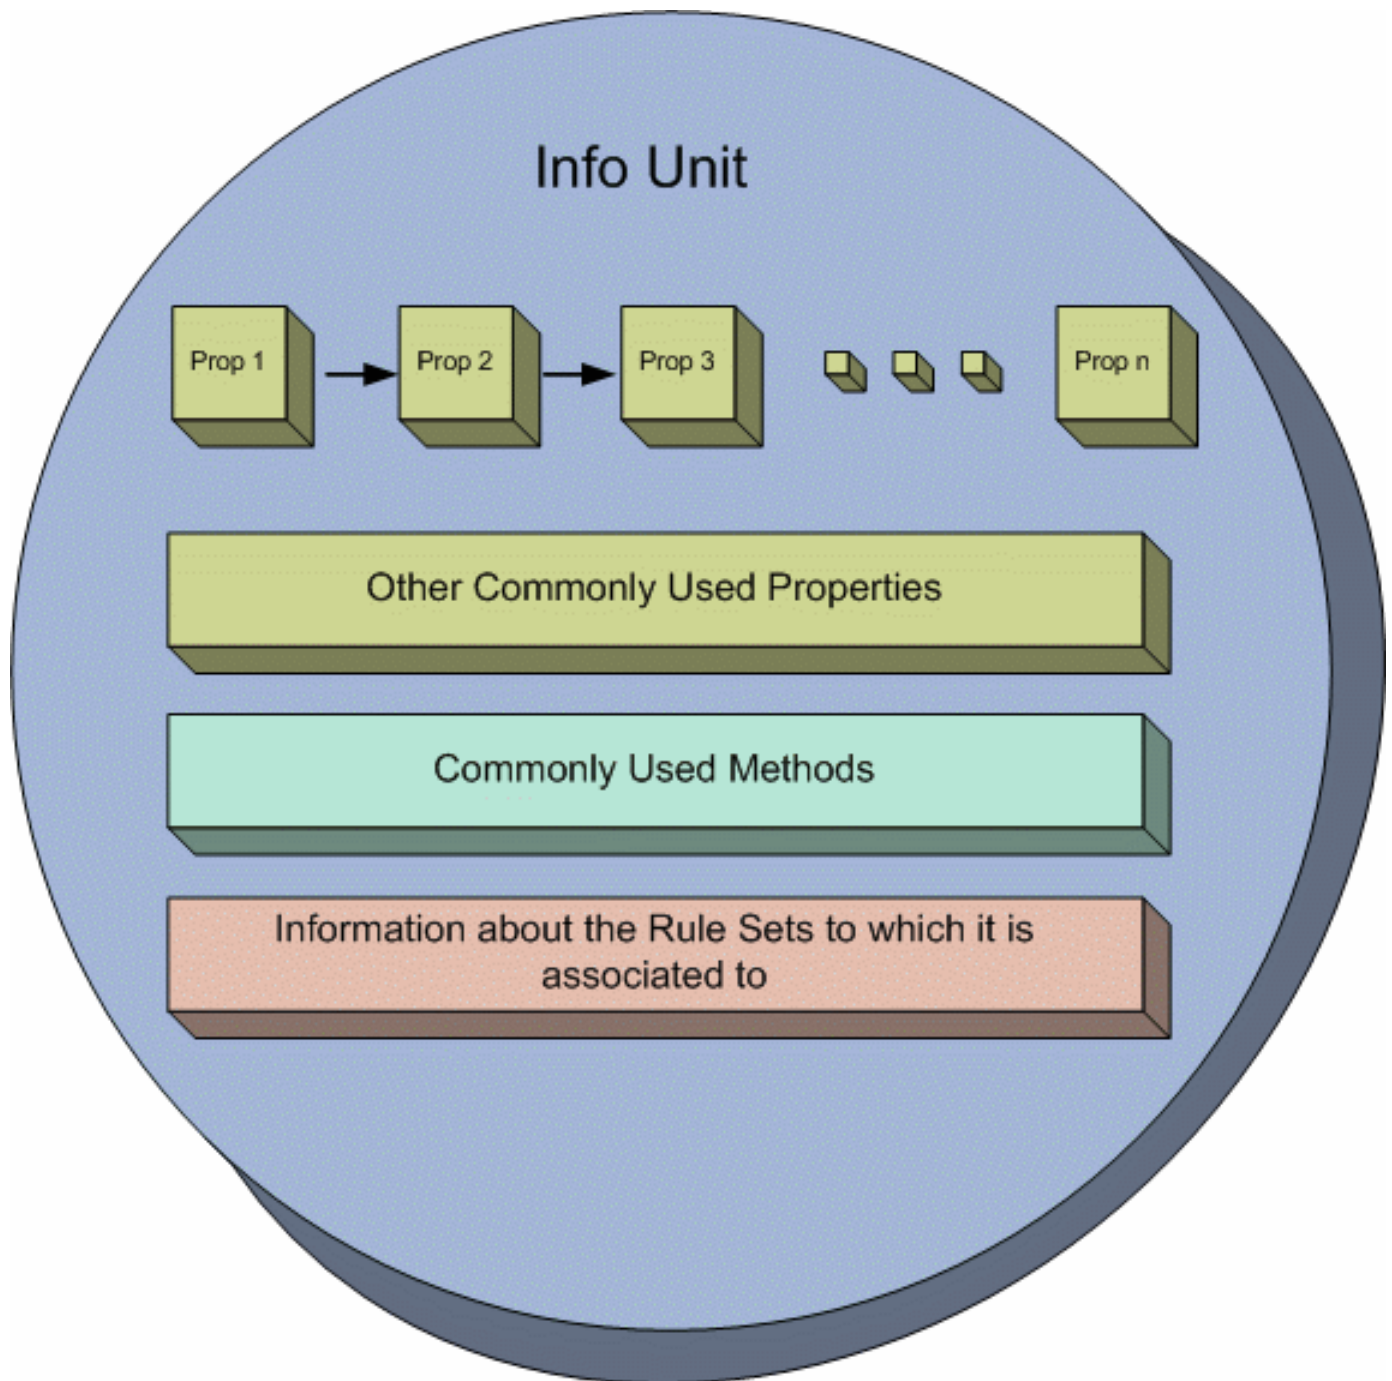 Info Unit
Prop 1
Prop 2
Prop 3
Prop n
Other Commonly Used Properties
Commonly Used Methods
Information about the Rule Sets to which it is
associated to